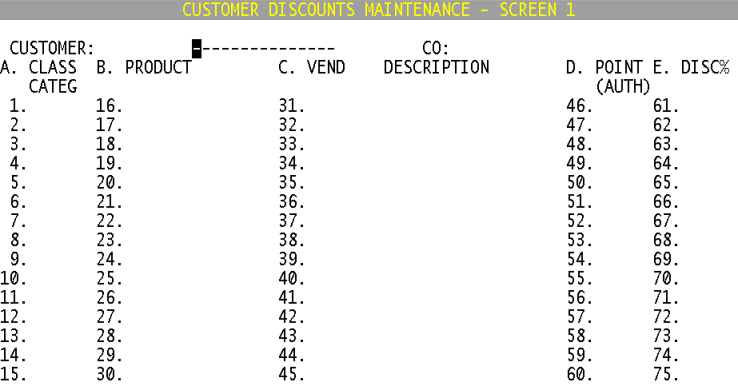 CUSTOMER DISCOUNTS MAINTENANCE - SCREEN 1
CUSTOMER: --------------- CO:
A. CLASS B. PRODUCT C. VEND DESCRIPTION D. POINT E. DISC%
CATEG (AUTH)
1. 16. 31. 46. 61.
2. 17. 32. 47. 62.
3. 18. 33. 48. 63.
4. 19. 34. 49. 64.
5. 20. 35. 50. 65.
6. 21. 36. 51. 66.
7. 22. 37. 52. 67.
8. 23. 38. 53. 68.
9. 24. 39. 54. 69.
10. 25. 40. 55. 70.
11. 26. 41. 56. 71.
12. 27. 42. 57. 72.
13. 28. 43. 58. 73.
14. 29. 44. 59. 74.
15. 30. 45. 60. 75.